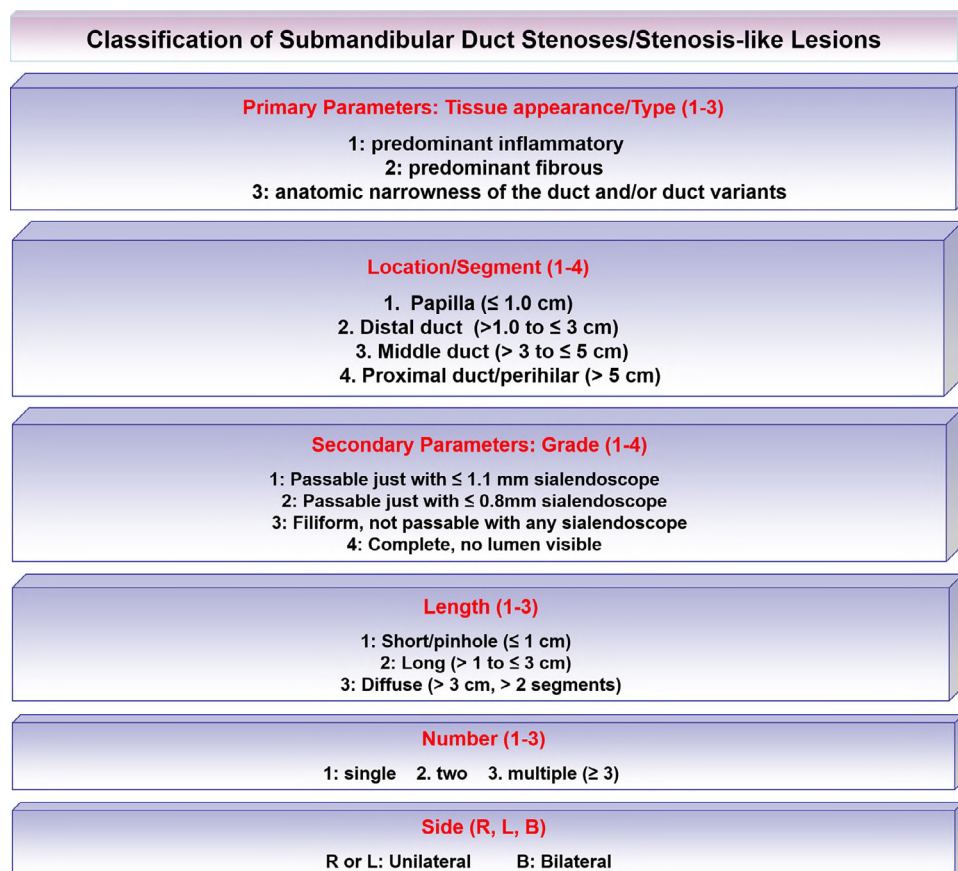 Classification of Submandibular Duct Stenoses/Stenosis-like Lesions
Primary Parameters: Tissue appearance/Type (1-3)
1: predominant inflammatory
2: predominant fibrous
3: anatomic narrowness of the duct and/or duct variants
Location/Segment (1-4)
1. Papilla (≤ 1.0 cm)
2. Distal duct (>1.0 to ≤ 3 cm)
3. Middle duct (> 3 to ≤ 5 cm)
4. Proximal duct/perihilar (> 5 cm)
Secondary Parameters: Grade (1-4)
1: Passable just with ≤ 1.1 mm sialendoscope
2: Passable just with ≤ 0.8mm sialendoscope
3: Filiform, not passable with any sialendoscope
4: Complete, no lumen visible
Length (1-3)
1: Short/pinhole (≤ 1 cm)
2: Long (> 1 to ≤ 3 cm)
3: Diffuse (> 3 cm, > 2 segments)
Number (1-3)
1: single 2. two 3. multiple (≥ 3)
Side (R, L, B)
R or L: Unilateral B: Bilateral